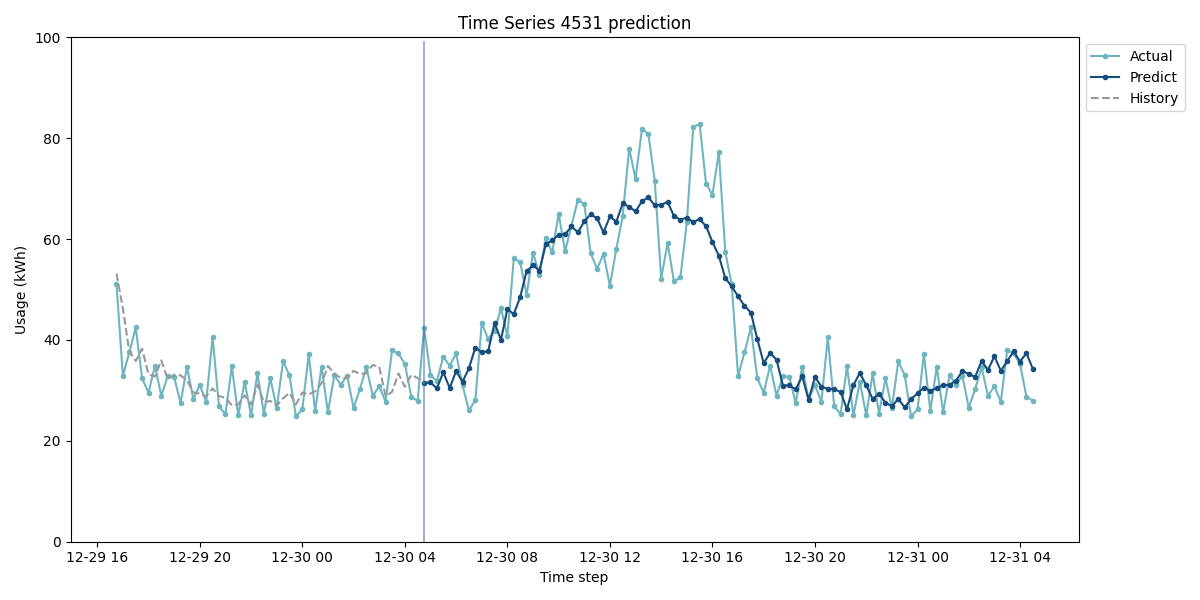 Time Series 4531 prediction
100
80
60
40
20
0
Usage (kWh)
12-29 16
12-29 20
12-30 00
12-30 04
12-30 08
12-30 12
12-30 16
12-30 20
12-31 00
12-31 04
Time step
Actual
Predict
History